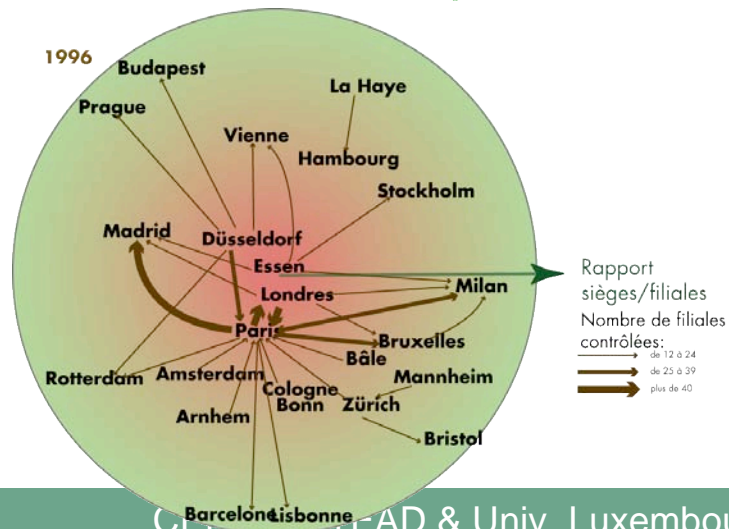 1996
Budapest
La Haye
Prague
Vienne
Hambourg
Stockholm
Madrid
Düsseldorf
Essen
Rapport
sièges/filiales
Milan
Londres
Nombre de filiales
contrôlées:
de 12 à 24
de 25 à 39
plus de 40
Paris
Bruxelles
Bâle
Rotterdam
Amsterdam
Mannheim
Cologne
Bonn
Zürich
Arnhem
Bristol
Barcelone
Lisbonne
& Univ. Luxembou